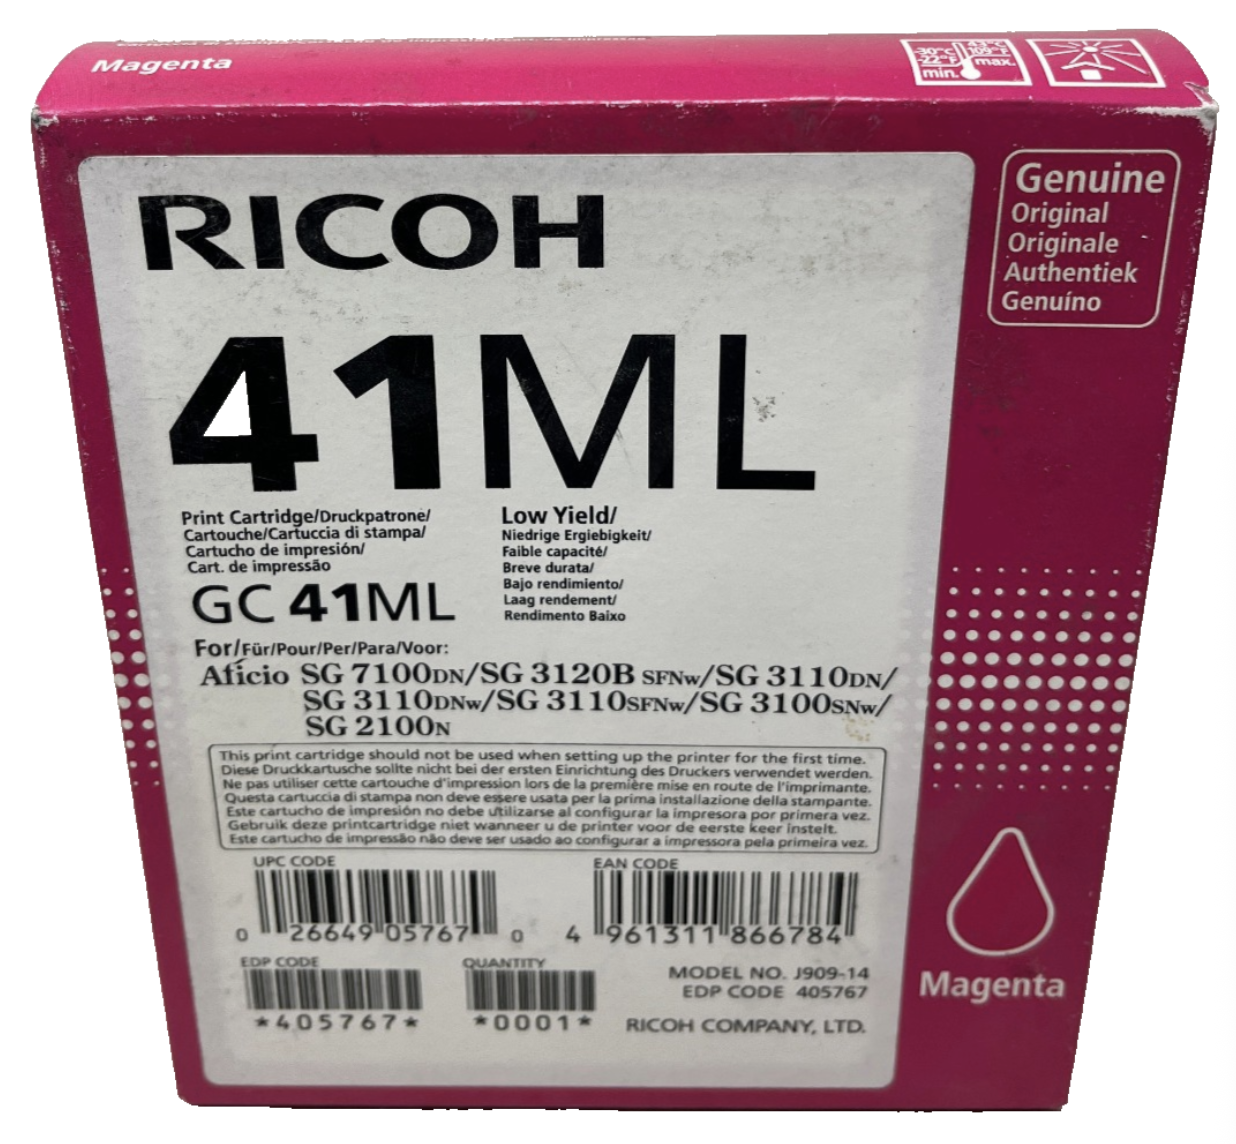 Magenta
-30°C
-22°F
min.
43°C
109°F
max.
Genuine
Original
Originale
Authentiek
Genuíno
RICOH
41ML
Print Cartridge/Druckpatrone/
Cartouche/Cartuccia di stampa/
Cartucho de impresión/
Cart. de impressão
GC 41ML
Low Yield/
Niedrige Ergiebigkeit/
Faible capacité/
Breve durata/
Bajo rendimiento/
Laag rendement/
Rendimento Baixo
For/Für/Pour/Per/Para/Voor:
Aficio SG 7100DN/SG 3120B SFNw/SG 3110DN/
SG 3110DNw/SG 3110SFNw/SG 3100SNw/
SG 2100N
This print cartridge should not be used when setting up the printer for the first time.
Diese Druckkartusche sollte nicht bei der ersten Einrichtung des Druckers verwendet werden.
Ne pas utiliser cette cartouche d'impression lors de la première mise en route de l'imprimante.
Questa cartuccia di stampa non deve essere usata per la prima installazione della stampante.
Este cartucho de impresión no debe utilizarse al configurar la impresora por primera vez.
Gebruik deze printcartridge niet wanneer u de printer voor de eerste keer instelt.
Este cartucho de impressão não deve ser usado ao configurar a impressora pela primeira vez.
UPC CODE
0 26649 05767 0
EAN CODE
4 961311 866784
EDP CODE
*405767*
QUANTITY
*0001*
MODEL NO. J909-14
EDP CODE 405767
RICOH COMPANY, LTD.
Magenta